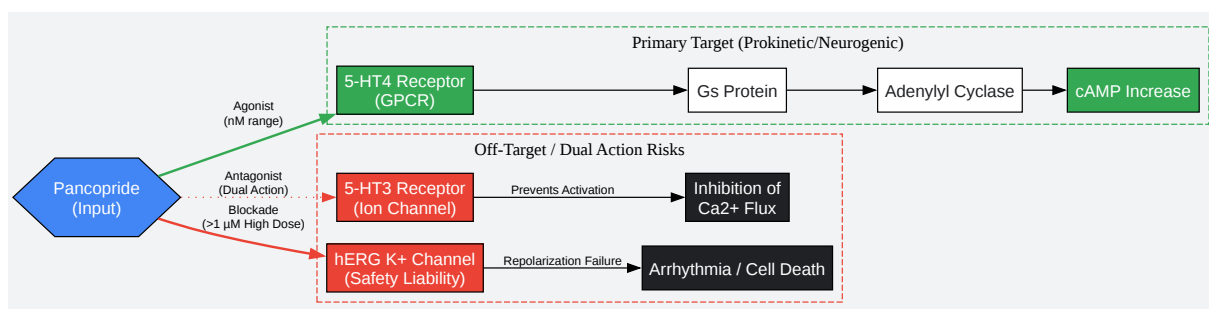 Primary Target (Prokinetic/Neurogenic)
5-HT4 Receptor
(GPCR)
Gs Protein
Adenylyl Cyclase
cAMP Increase
Agonist
(nM range)
Off-Target / Dual Action Risks
Pancopride
(Input)
Antagonist
(Dual Action)
5-HT3 Receptor
(Ion Channel)
Prevents Activation
Inhibition of
Ca2+ Flux
Blockade
(>1 µM High Dose)
hERG K+ Channel
(Safety Liability)
Repolarization Failure
Arrhythmia / Cell Death